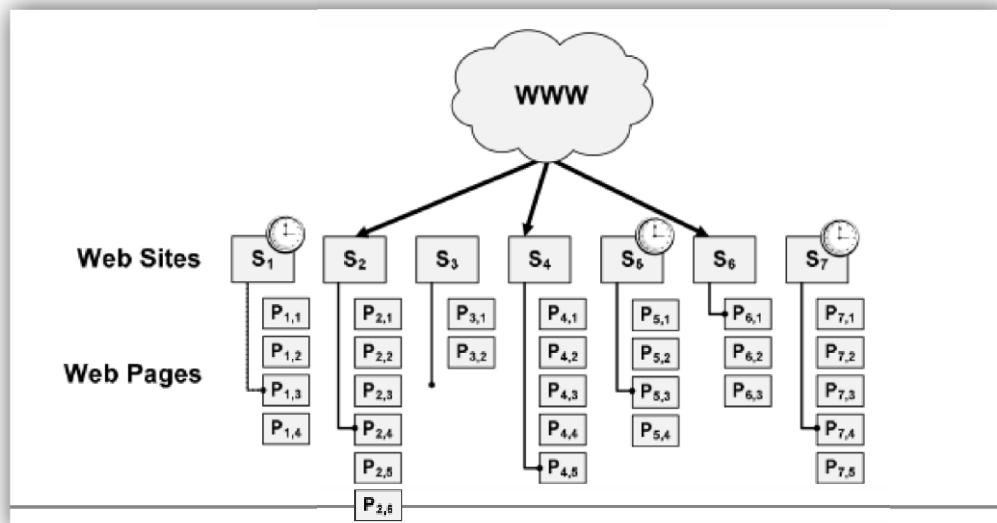 WWW
Web Sites S1 S2 S3 S4 S5 S6 S7
P1,1 P2,1 P3,1 P4,1 P5,1 P6,1 P7,1
P1,2 P2,2 P3,2 P4,2 P5,2 P6,2 P7,2
Web Pages
P1,3 P2,3 P4,3 P5,3 P6,3 P7,3
P1,4 P2,4 P4,4 P5,4 P7,4
P2,5 P4,5 P7,5
P2,6